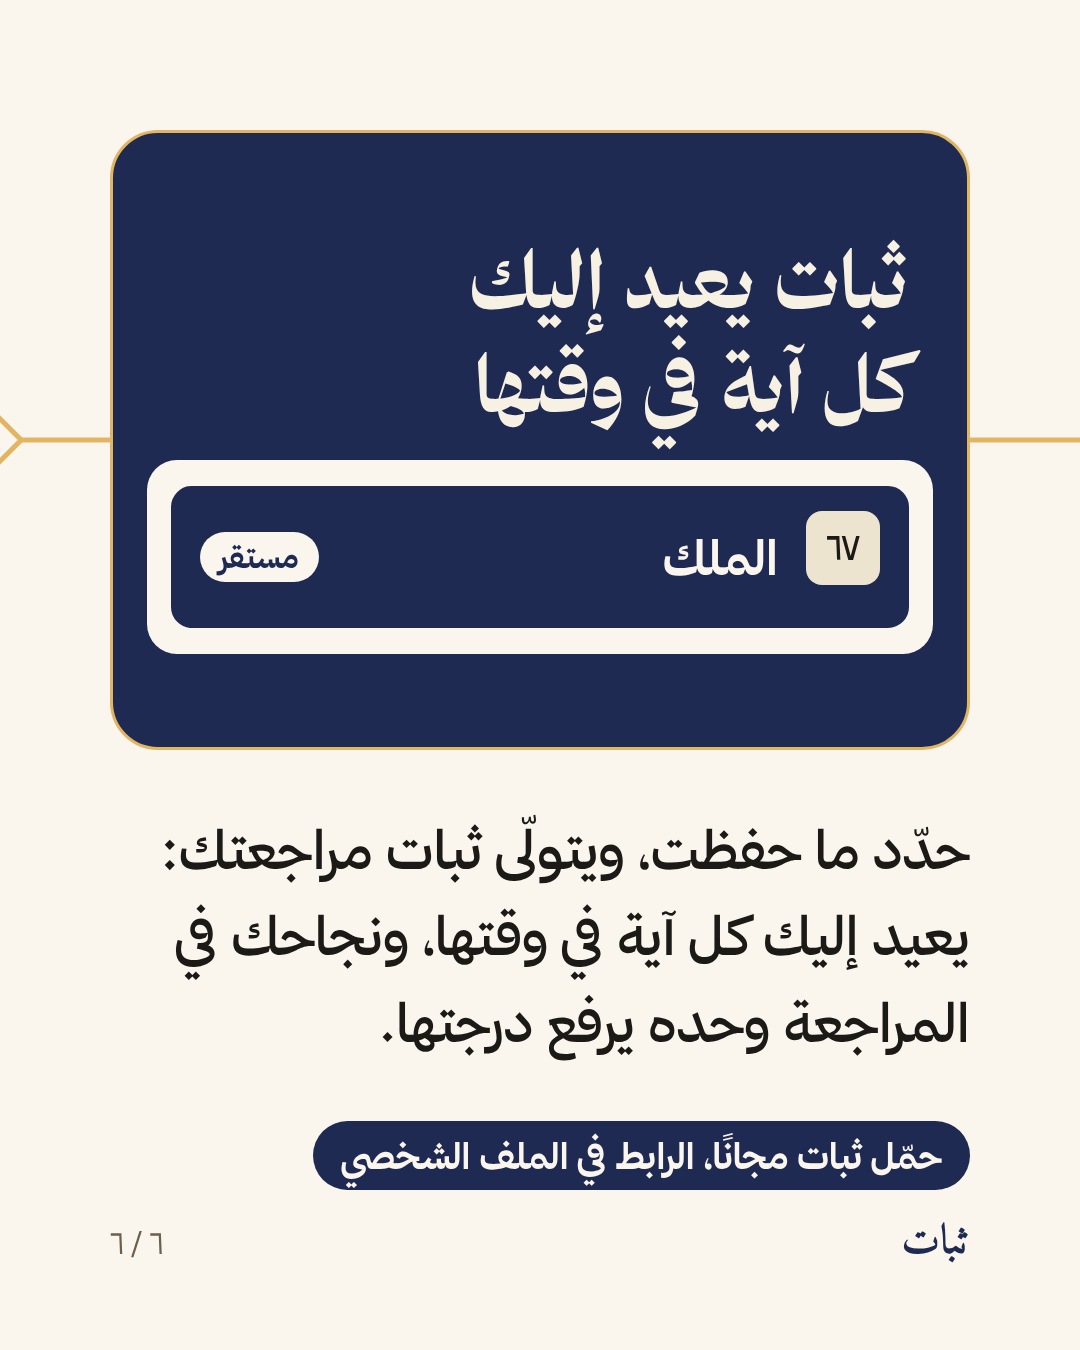 ثبات يعيد إليك
كل آية في وقتها
٦٧ الملك مستقر
حدّد ما حفظت، ويتولّى ثبات مراجعتك:
يعيد إليك كل آية في وقتها، ونجاحك في
المراجعة وحده يرفع درجتها.
حمّل ثبات مجانًا، الرابط في الملف الشخصي
ثبات
٦ / ٦